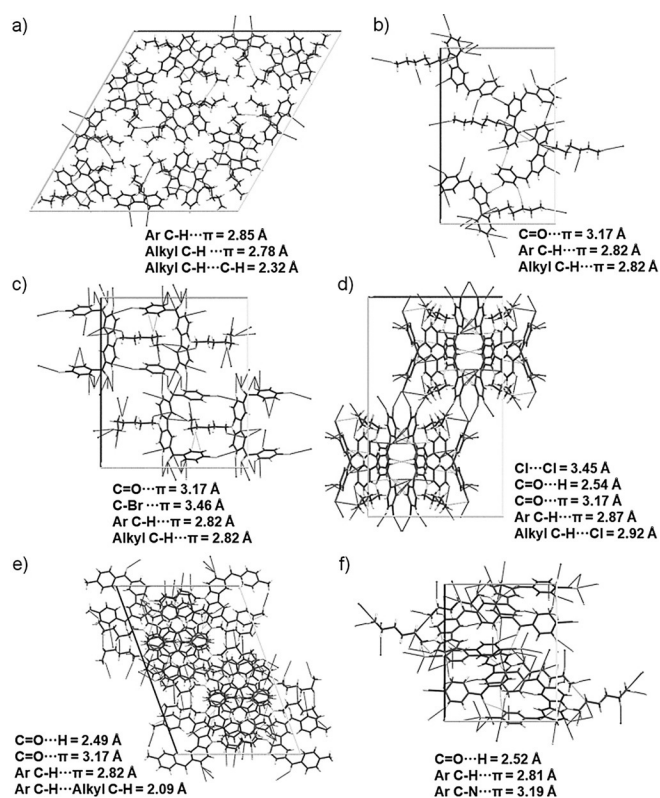 a)
b)
Ar C-H···π = 2.85 Å
Alkyl C-H ···π = 2.78 Å
Alkyl C-H···C-H = 2.32 Å
C=O···π = 3.17 Å
Ar C-H···π = 2.82 Å
Alkyl C-H···π = 2.82 Å
c)
d)
C=O···π = 3.17 Å
C-Br ···π = 3.46 Å
Ar C-H···π = 2.82 Å
Alkyl C-H···π = 2.82 Å
Cl···Cl = 3.45 Å
C=O···H = 2.54 Å
C=O···π = 3.17 Å
Ar C-H···π = 2.87 Å
Alkyl C-H···Cl = 2.92 Å
e)
f)
C=O···H = 2.49 Å
C=O···π = 3.17 Å
Ar C-H···π = 2.82 Å
Ar C-H···Alkyl C-H = 2.09 Å
C=O···H = 2.52 Å
Ar C-H···π = 2.81 Å
Ar C-N···π = 3.19 Å